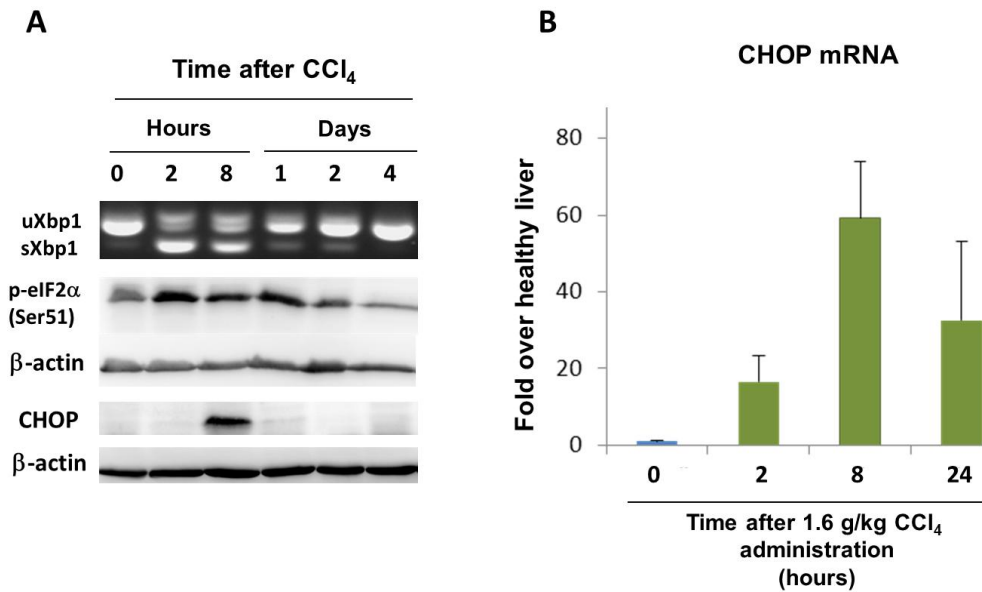 A
Time after CCl₄
Hours Days
0 2 8 1 2 4
uXbp1
sXbp1
p-eIF2α
(Ser51)
β-actin
CHOP
β-actin
B
CHOP mRNA
Fold over healthy liver
80
60
40
20
0
0 2 8 24
Time after 1.6 g/kg CCl₄
administration
(hours)